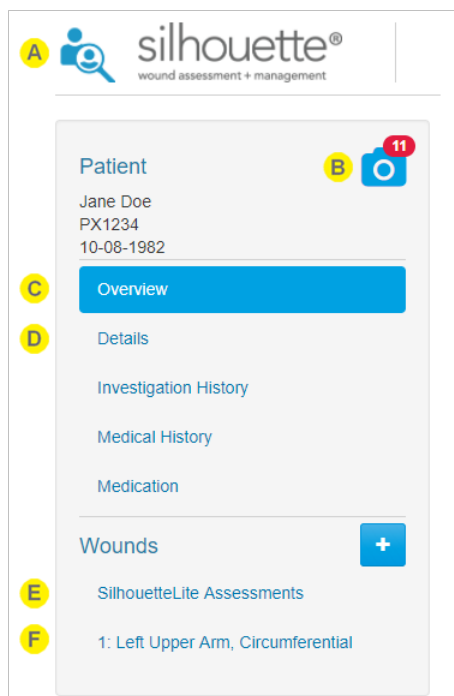 A
silhouette®
wound assessment + management
11
Patient
B
Jane Doe
PX1234
10-08-1982
C
Overview
D
Details
Investigation History
Medical History
Medication
Wounds
+
E
SilhouetteLite Assessments
F
1: Left Upper Arm, Circumferential